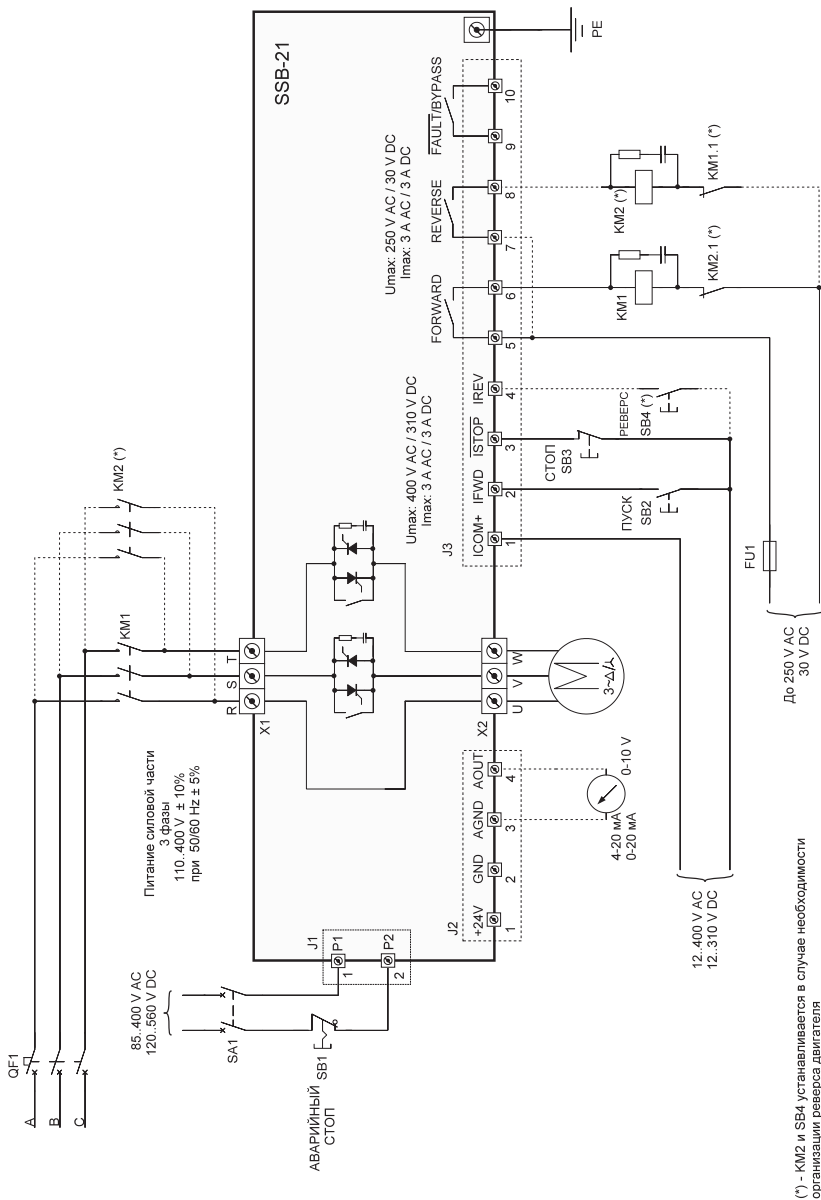 QF1
A
B
C
Питание силовой части
3 фазы
110..400 V ± 10%
при 50/60 Hz ± 5%
KM1
KM2 (*)
85..400 V AC
120..560 V DC
SA1
АВАРИЙНЫЙ
СТОП
SB1
J1
P1
1
P2
2
X1
R
S
T
SSB-21
X2
U
V
W
M
3~Δ/⅄
J2
+24V
GND
AGND
AOUT
1
2
3
4
4-20 мА
0-20 мА
0-10 V
Umax: 400 V AC / 310 V DC
Imax: 3 A AC / 3 A DC
Umax: 250 V AC / 30 V DC
Imax: 3 A AC / 3 A DC
J3
ICOM+
IFWD
ISTOP
IREV
FORWARD
REVERSE
FAULT/BYPASS
1
2
3
4
5
6
7
8
9
10
PE
ПУСК
SB2
СТОП
SB3
РЕВЕРС
SB4 (*)
KM1
KM2 (*)
KM2.1 (*)
KM1.1 (*)
FU1
12..400 V AC
12..310 V DC
До 250 V AC
30 V DC
(*) - KM2 и SB4 устанавливается в случае необходимости
организации реверса двигателя